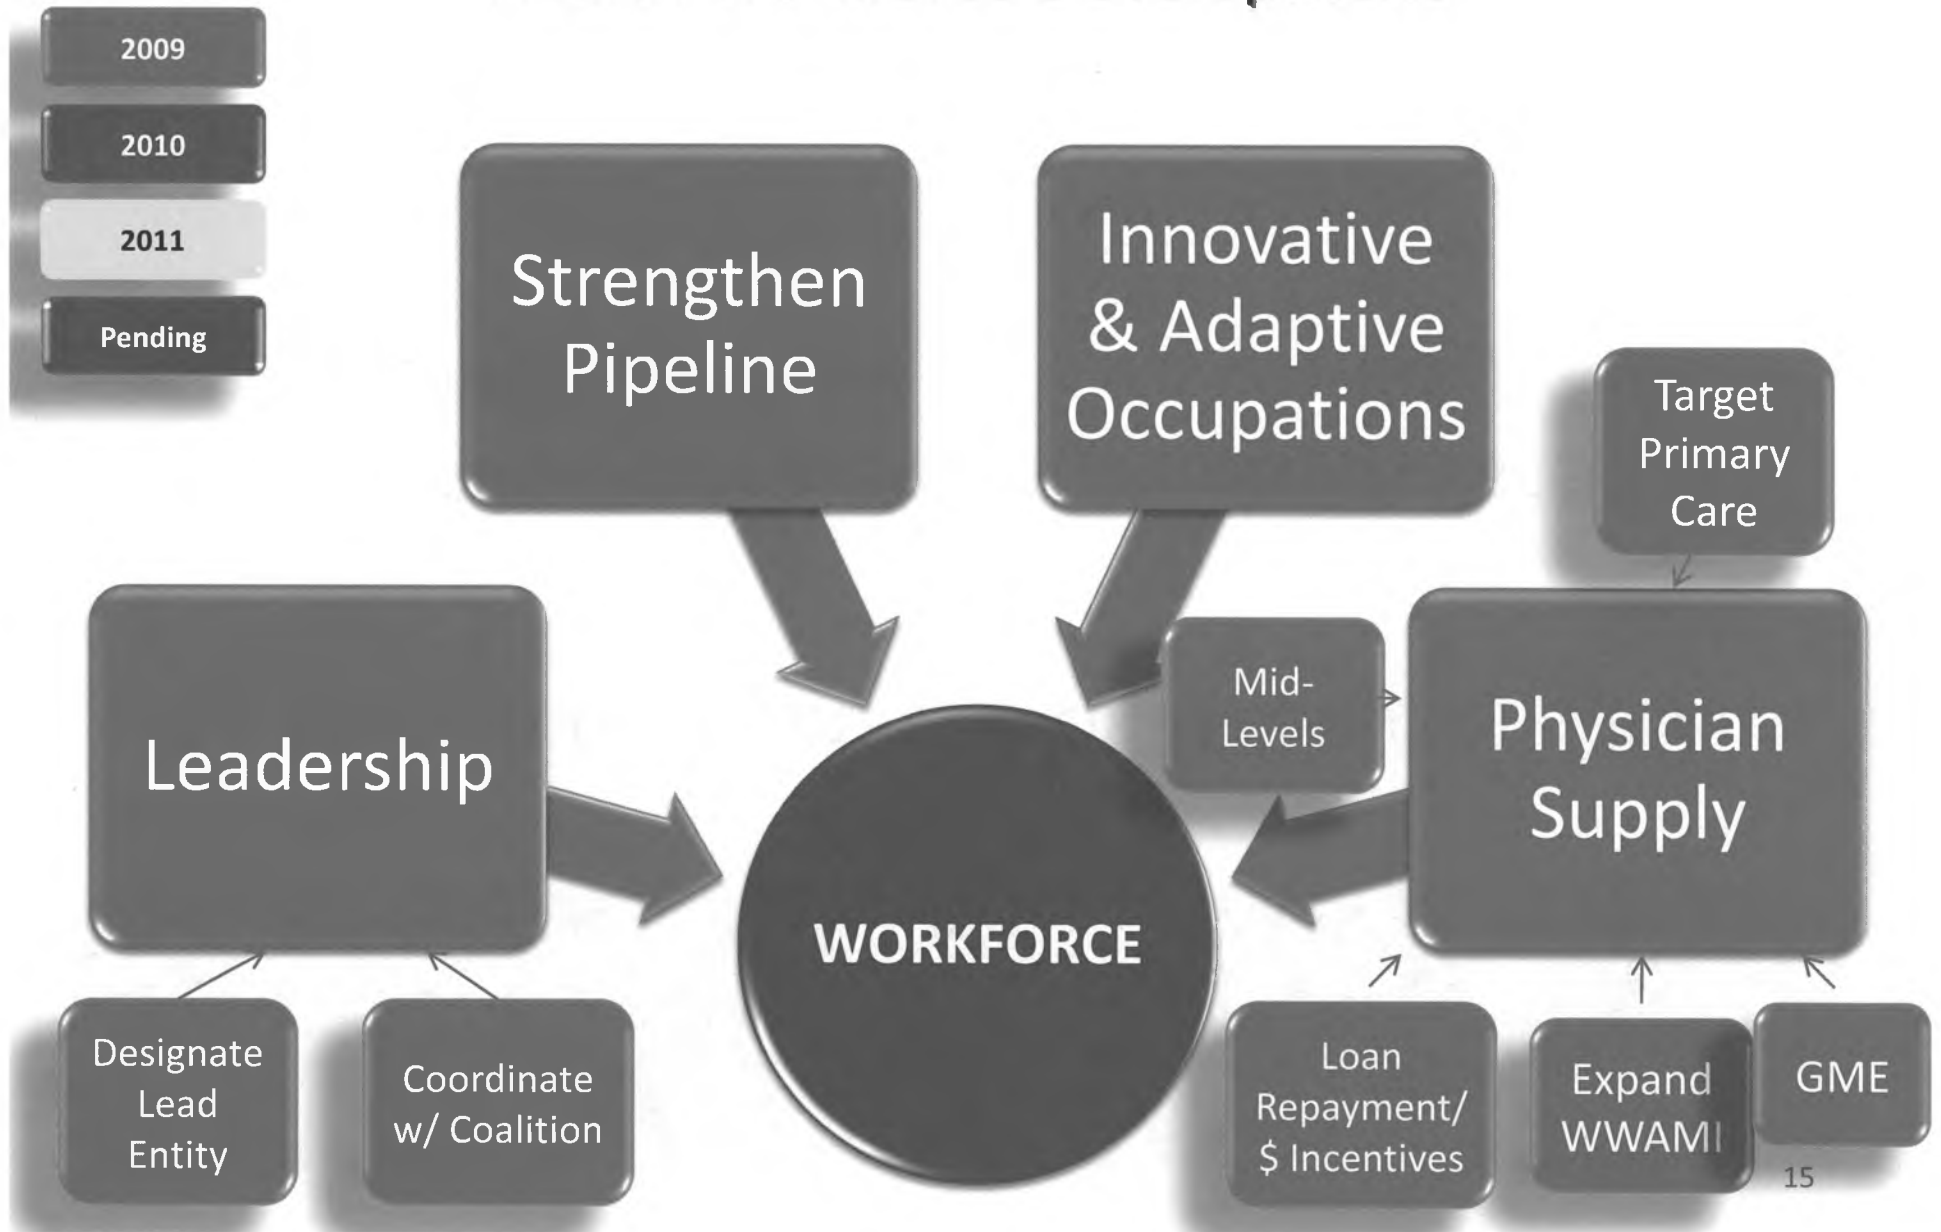 2009
2010
2011
Pending
Strengthen
Pipeline
Innovative
& Adaptive
Occupations
Target
Primary
Care
Leadership
Mid-
Levels
Physician
Supply
WORKFORCE
Designate
Lead
Entity
Coordinate
w/ Coalition
Loan
Repayment/
$ Incentives
Expand
WWAMI
GME
15